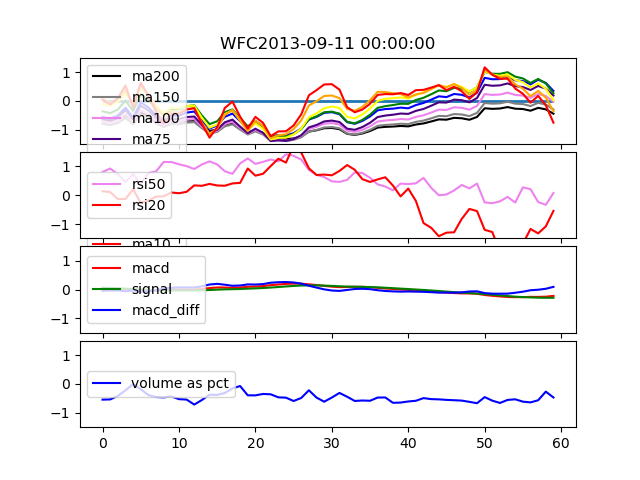 WFC2013-09-11 00:00:00
1
0
−1
ma200
ma150
ma100
ma75
1
0
−1
rsi50
rsi20
ma10
1
0
−1
macd
signal
macd_diff
1
0
−1
volume as pct
0 10 20 30 40 50 60